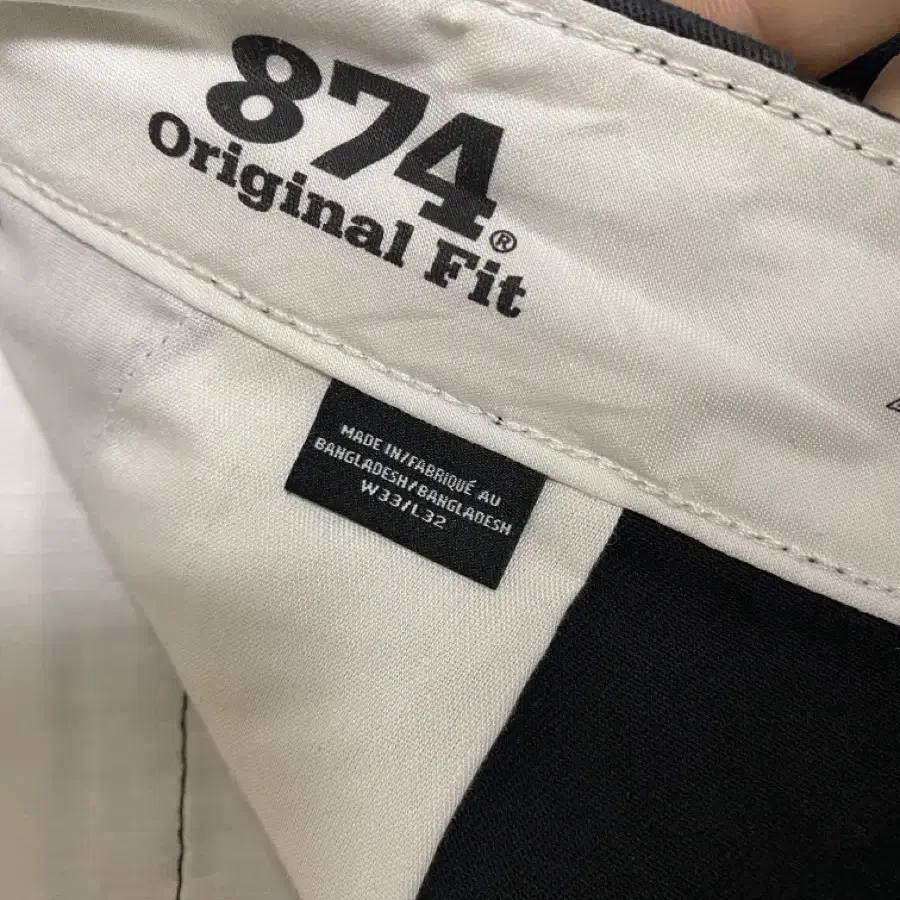 874®
Original Fit
MADE IN/FABRIQUÉ AU
BANGLADESH/BANGLADESH
W33/L32